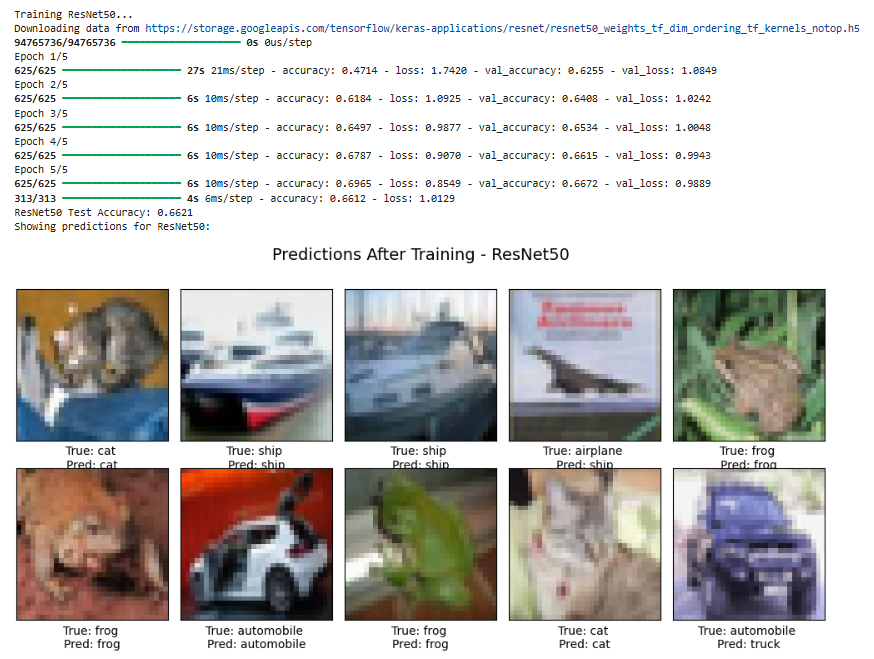 Training ResNet50...
Downloading data from https://storage.googleapis.com/tensorflow/keras-applications/resnet/resnet50_weights_tf_dim_ordering_tf_kernels_notop.h5
94765736/94765736 0s 0us/step
Epoch 1/5
625/625 27s 21ms/step - accuracy: 0.4714 - loss: 1.7420 - val_accuracy: 0.6255 - val_loss: 1.0849
Epoch 2/5
625/625 6s 10ms/step - accuracy: 0.6184 - loss: 1.0925 - val_accuracy: 0.6408 - val_loss: 1.0242
Epoch 3/5
625/625 6s 10ms/step - accuracy: 0.6497 - loss: 0.9877 - val_accuracy: 0.6534 - val_loss: 1.0048
Epoch 4/5
625/625 6s 10ms/step - accuracy: 0.6787 - loss: 0.9070 - val_accuracy: 0.6615 - val_loss: 0.9943
Epoch 5/5
625/625 6s 10ms/step - accuracy: 0.6965 - loss: 0.8549 - val_accuracy: 0.6672 - val_loss: 0.9889
313/313 4s 6ms/step - accuracy: 0.6612 - loss: 1.0129
ResNet50 Test Accuracy: 0.6621
Showing predictions for ResNet50:
Predictions After Training - ResNet50
True: cat
Pred: cat
True: ship
Pred: ship
True: ship
Pred: ship
True: airplane
Pred: ship
True: frog
Pred: frog
True: frog
Pred: frog
True: automobile
Pred: automobile
True: frog
Pred: frog
True: cat
Pred: cat
True: automobile
Pred: truck